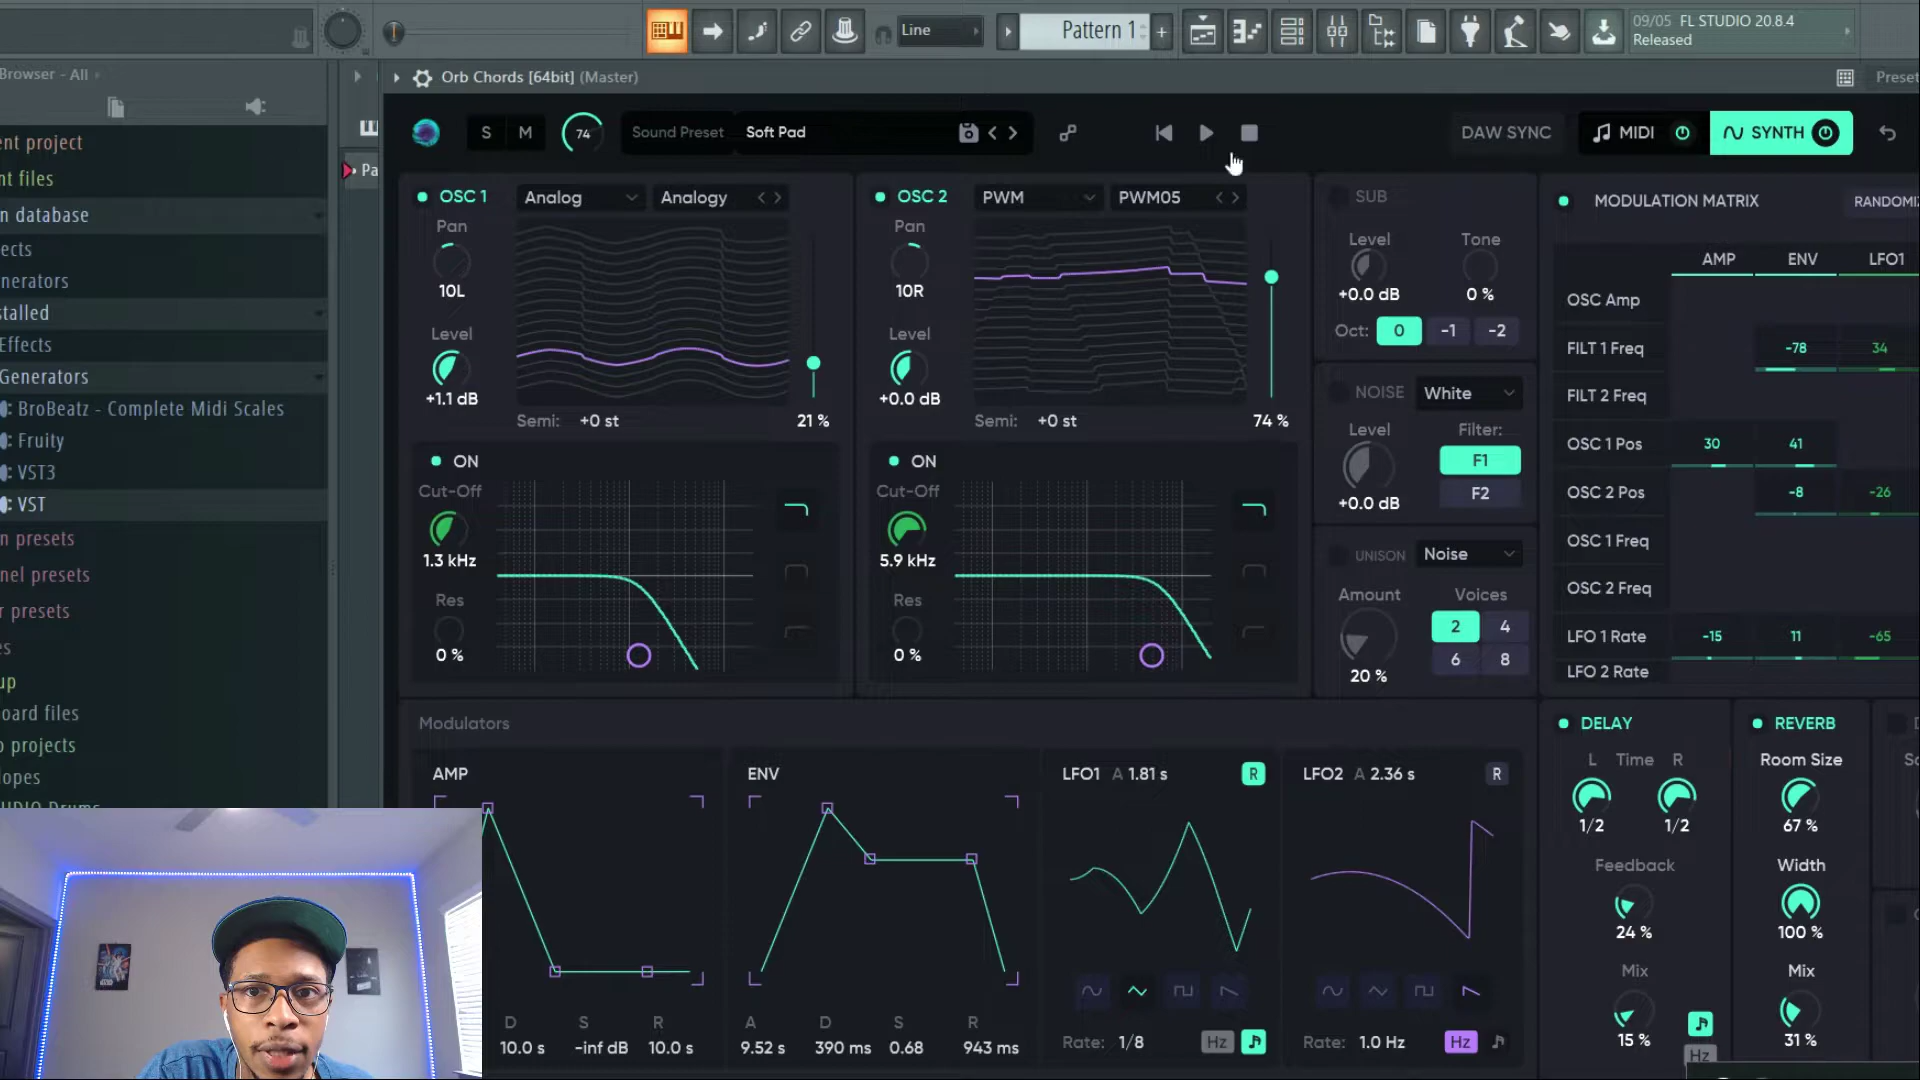 Line
Pattern 1
+
09/05 FL STUDIO 20.8.4
Released
Browser - All
Orb Chords [64bit] (Master)
Preset
S M 74 Sound Preset Soft Pad
DAW SYNC MIDI SYNTH
ent project
nt files
n database
ects
nerators
stalled
Effects
Generators
BroBeatz - Complete Midi Scales
Fruity
VST3
VST
n presets
nel presets
r presets
es
up
oard files
o projects
lopes
Pa
OSC 1 Analog Analogy
Pan
10L
Level
+1.1 dB
Semi: +0 st 21 %
OSC 2 PWM PWM05
Pan
10R
Level
+0.0 dB
Semi: +0 st 74 %
ON
Cut-Off
1.3 kHz
Res
0 %
ON
Cut-Off
5.9 kHz
Res
0 %
SUB
Level Tone
+0.0 dB 0 %
Oct: 0 -1 -2
NOISE White
Level Filter:
F1
F2
+0.0 dB
UNISON Noise
Amount Voices
2 4
6 8
20 %
MODULATION MATRIX RANDOMI
AMP ENV LFO1
OSC Amp
FILT 1 Freq -78 34
FILT 2 Freq
OSC 1 Pos 30 41
OSC 2 Pos -8 -26
OSC 1 Freq
OSC 2 Freq
LFO 1 Rate -15 11 -65
LFO 2 Rate
Modulators
AMP
D S R
10.0 s -inf dB 10.0 s
ENV
A D S R
9.52 s 390 ms 0.68 943 ms
LFO1 A 1.81 s R
Rate: 1/8 Hz
LFO2 A 2.36 s R
Rate: 1.0 Hz Hz
DELAY
L Time R
1/2 1/2
Feedback
24 %
Mix
15 %
Hz
REVERB
Room Size
67 %
Width
100 %
Mix
31 %